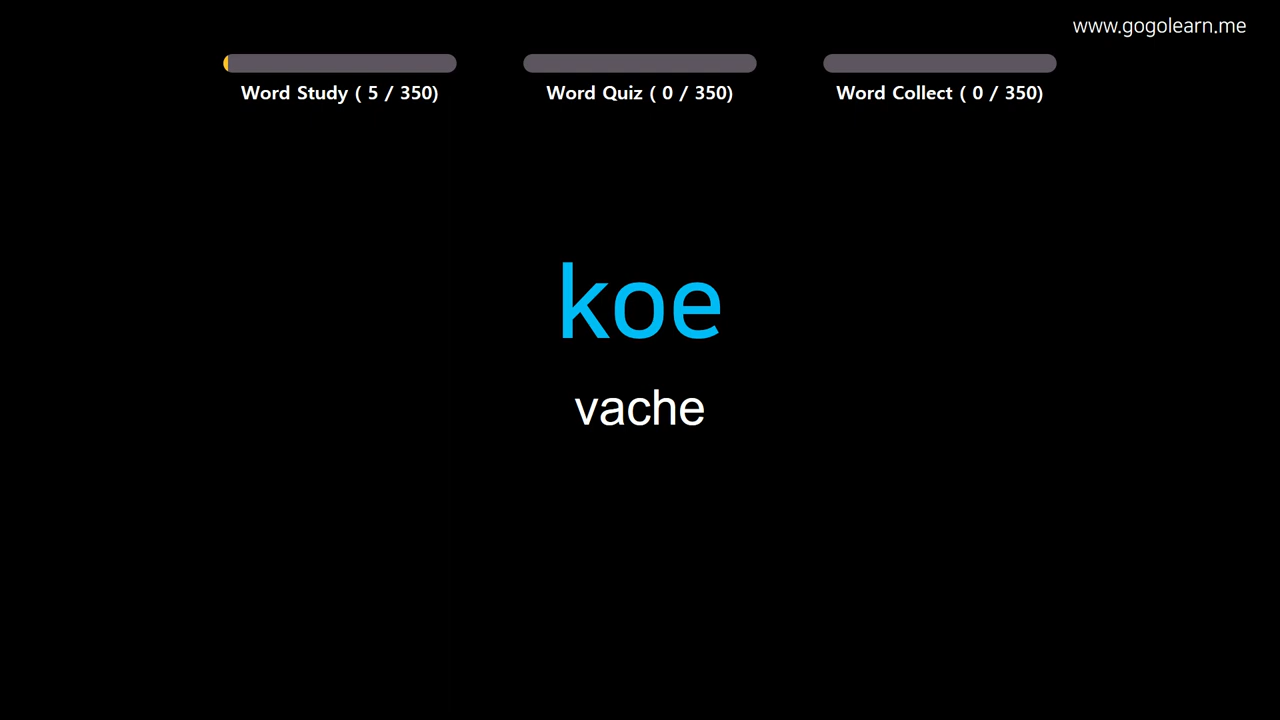 www.gogolearn.me
Word Study ( 5 / 350)
Word Quiz ( 0 / 350)
Word Collect ( 0 / 350)
koe
vache